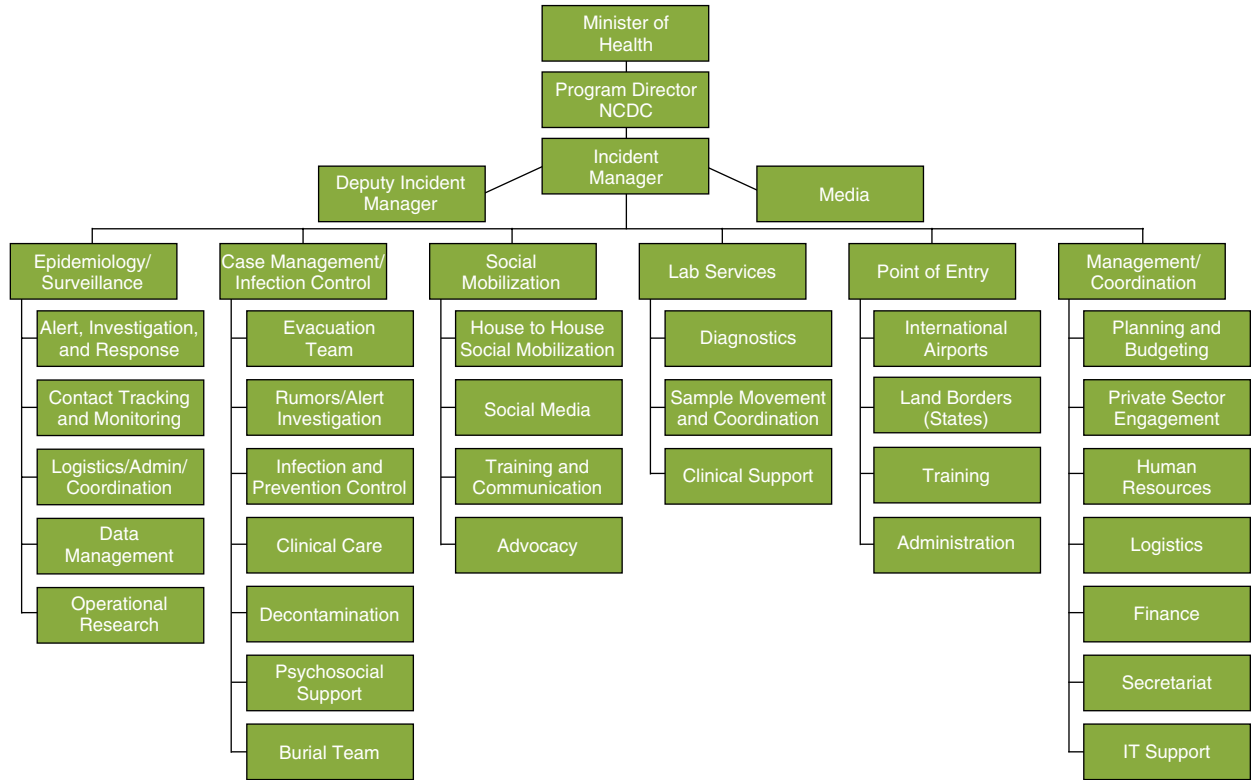 Minister of
Health
Program Director
NCDC
Incident
Manager
Deputy Incident
Manager
Media
Epidemiology/
Surveillance
Alert, Investigation,
and Response
Contact Tracking
and Monitoring
Logistics/Admin/
Coordination
Data
Management
Operational
Research
Case Management/
Infection Control
Evacuation
Team
Rumors/Alert
Investigation
Infection and
Prevention Control
Clinical Care
Decontamination
Psychosocial
Support
Burial Team
Social
Mobilization
House to House
Social Mobilization
Social Media
Training and
Communication
Advocacy
Lab Services
Diagnostics
Sample Movement
and Coordination
Clinical Support
Point of Entry
International
Airports
Land Borders
(States)
Training
Administration
Management/
Coordination
Planning and
Budgeting
Private Sector
Engagement
Human
Resources
Logistics
Finance
Secretariat
IT Support